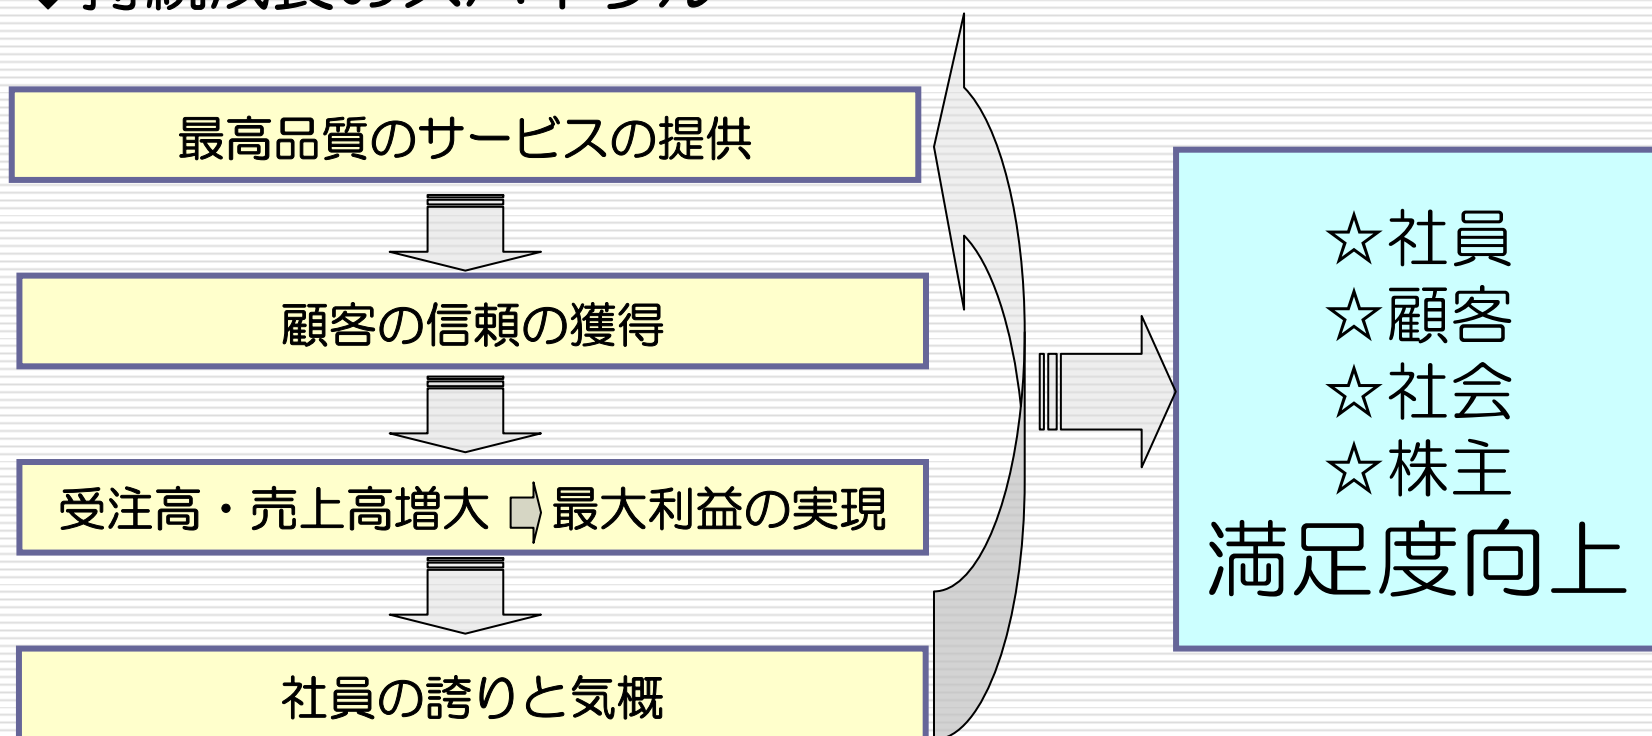 最高品質のサービスの提供
顧客の信頼の獲得
受注高・売上高増大 最大利益の実現
社員の誇りと気概
☆社員
☆顧客
☆社会
☆株主
満足度向上